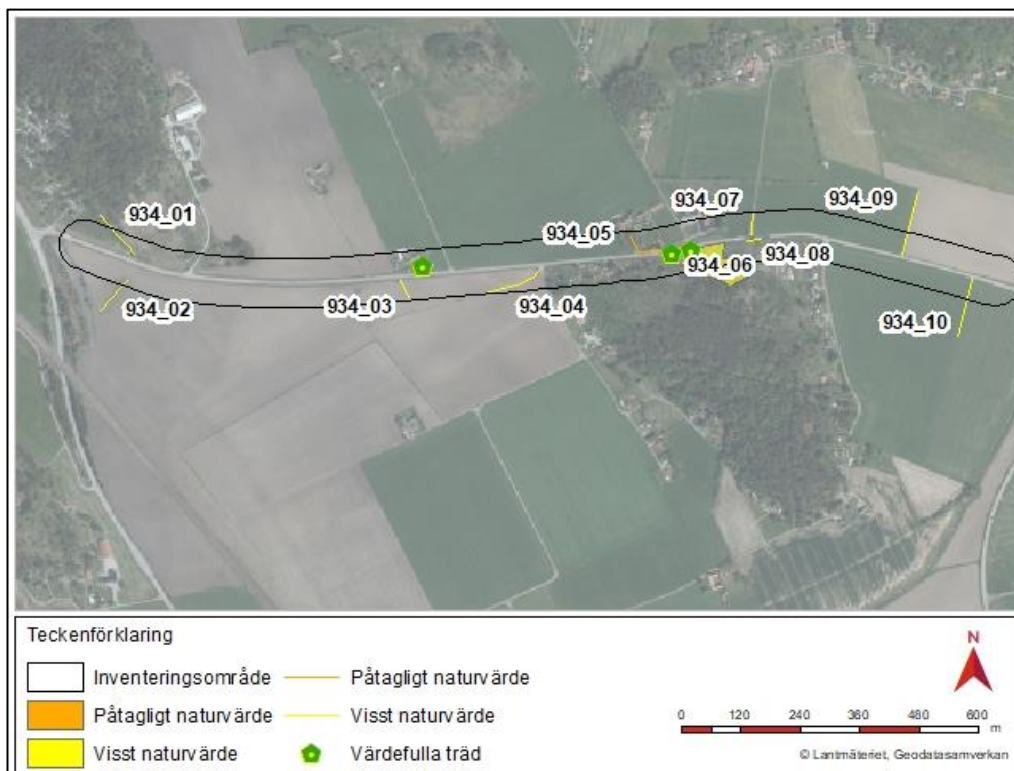 934_01
934_07
934_09
934_05
934_06
934_08
934_02
934_03
934_04
934_10
Teckenförklaring
Inventeringsområde
Påtagligt naturvärde
Påtagligt naturvärde
Visst naturvärde
Visst naturvärde
Värdefulla träd
N
0 120 240 360 480 600
m
© Lantmäteriet, Geodatasamverkan